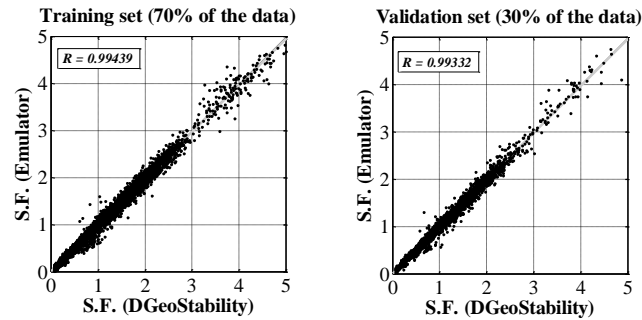 Training set (70% of the data)
R = 0.99439
S.F. (Emulator)
5
4
3
2
1
0
0 1 2 3 4 5
S.F. (DGeoStability)
Validation set (30% of the data)
R = 0.99332
S.F. (Emulator)
5
4
3
2
1
0
0 1 2 3 4 5
S.F. (DGeoStability)